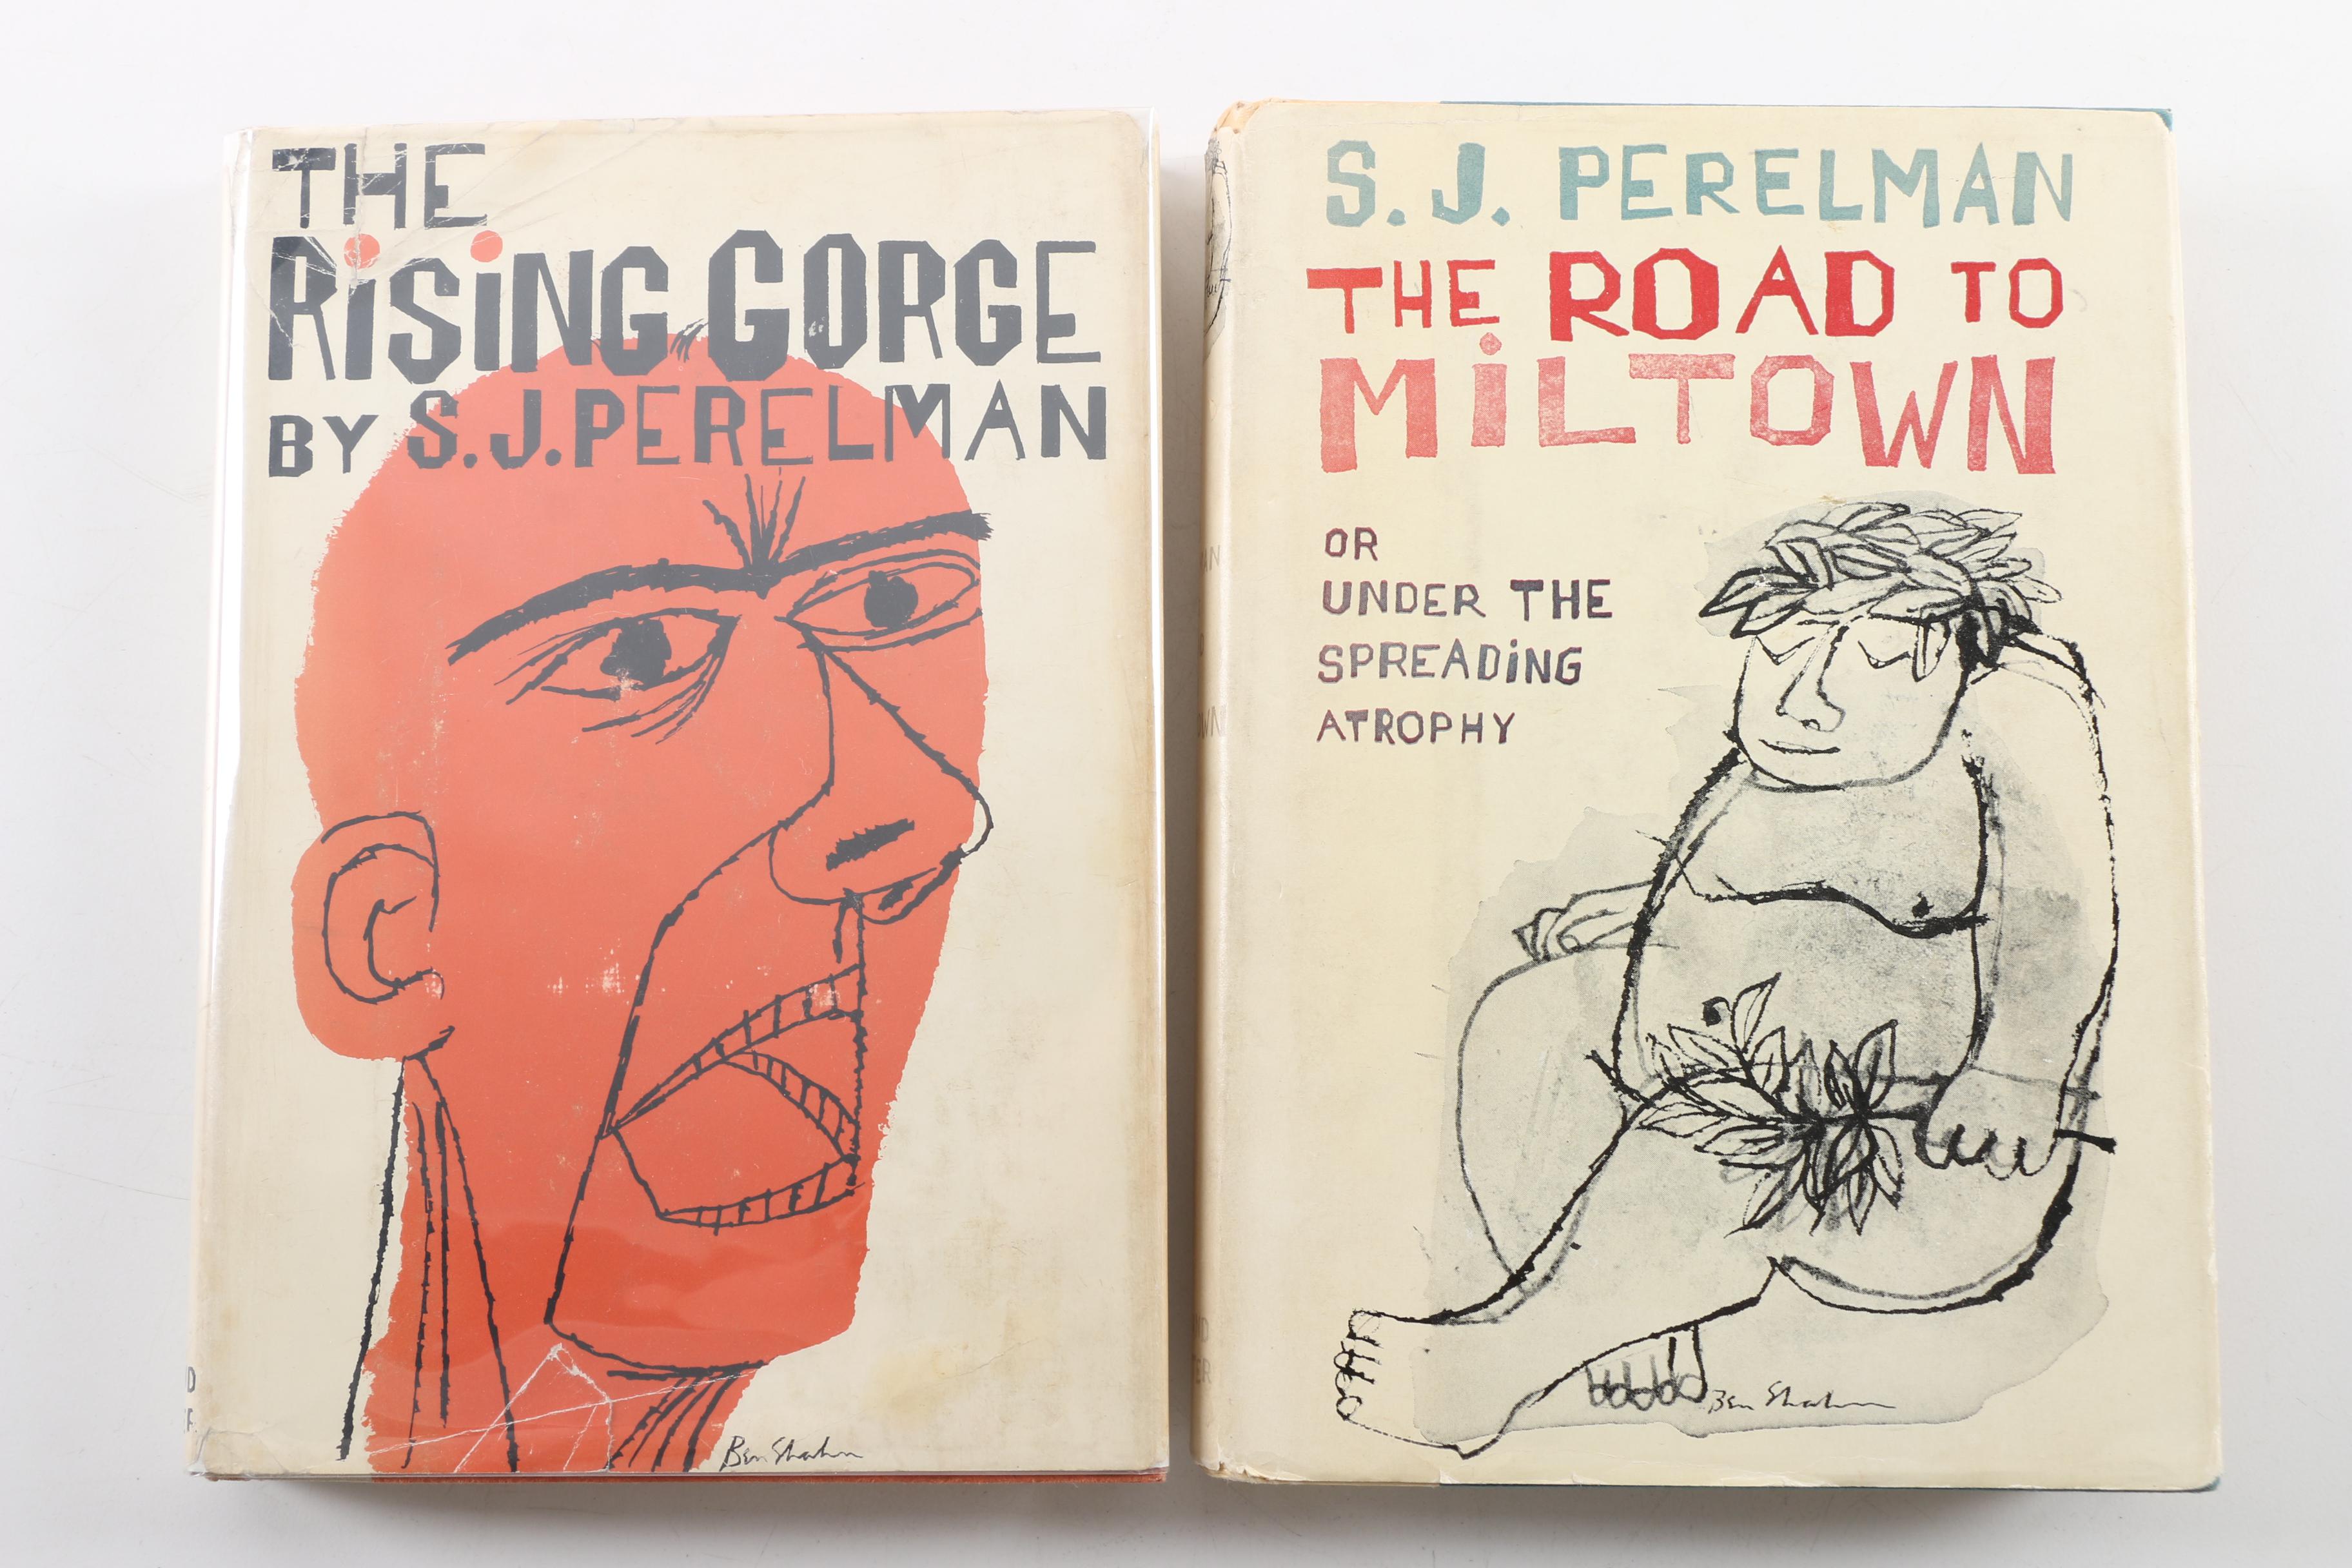 THE
RiSiNG GORGE
BY S.J. PERELMAN
Ben Shahn
S. J. PERELMAN
THE ROAD TO
MiLTOWN
OR
UNDER THE
SPREADiNG
ATROPHY
Ben Shahn